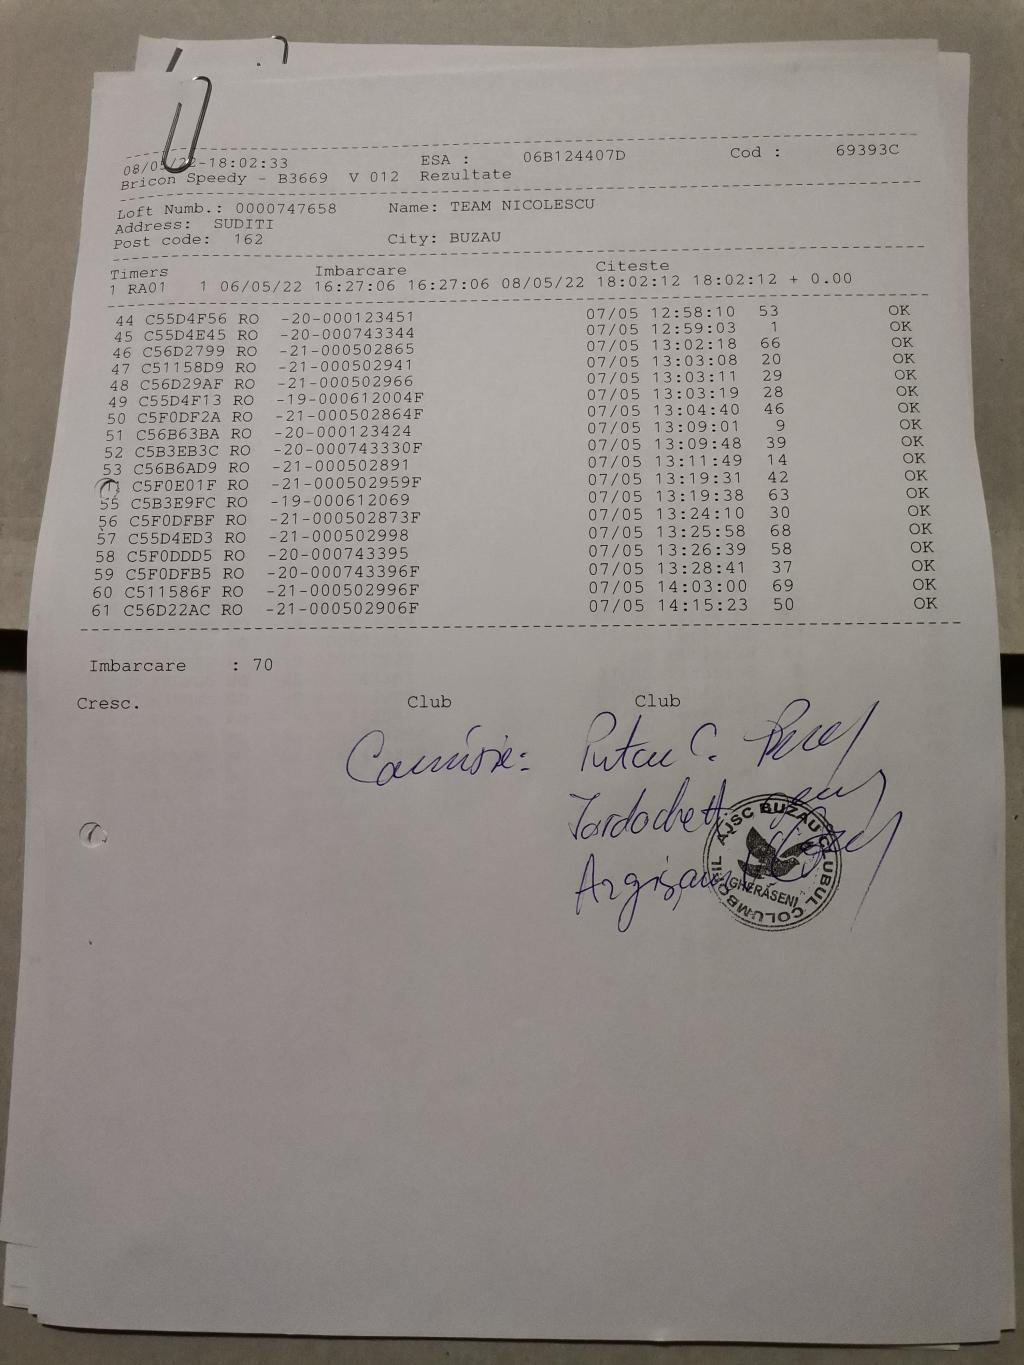 08/05/22-18:02:33 ESA : 06B124407D Cod : 69393C
Bricon Speedy - B3669 V 012 Rezultate
Loft Numb.: 0000747658 Name: TEAM NICOLESCU
Address: SUDITI
Post code: 162 City: BUZAU
Timers Imbarcare Citeste
1 RA01 1 06/05/22 16:27:06 16:27:06 08/05/22 18:02:12 18:02:12 + 0.00
44 C55D4F56 RO -20-000123451 07/05 12:58:10 53 OK
45 C55D4E45 RO -20-000743344 07/05 12:59:03 1 OK
46 C56D2799 RO -21-000502865 07/05 13:02:18 66 OK
47 C51158D9 RO -21-000502941 07/05 13:03:08 20 OK
48 C56D29AF RO -21-000502966 07/05 13:03:11 29 OK
49 C55D4F13 RO -19-000612004F 07/05 13:03:19 28 OK
50 C5F0DF2A RO -21-000502864F 07/05 13:04:40 46 OK
51 C56B63BA RO -20-000123424 07/05 13:09:01 9 OK
52 C5B3EB3C RO -20-000743330F 07/05 13:09:48 39 OK
53 C56B6AD9 RO -21-000502891 07/05 13:11:49 14 OK
C5F0E01F RO -21-000502959F 07/05 13:19:31 42 OK
55 C5B3E9FC RO -19-000612069 07/05 13:19:38 63 OK
56 C5F0DFBF RO -21-000502873F 07/05 13:24:10 30 OK
57 C55D4ED3 RO -21-000502998 07/05 13:25:58 68 OK
58 C5F0DDD5 RO -20-000743395 07/05 13:26:39 58 OK
59 C5F0DFB5 RO -20-000743396F 07/05 13:28:41 37 OK
60 C511586F RO -21-000502996F 07/05 14:03:00 69 OK
61 C56D22AC RO -21-000502906F 07/05 14:15:23 50 OK
Imbarcare : 70
Cresc. Club Club
Comisie: C.
AJSC BUZAU CLUBUL COLUMBOFIL
GHERĂSENI